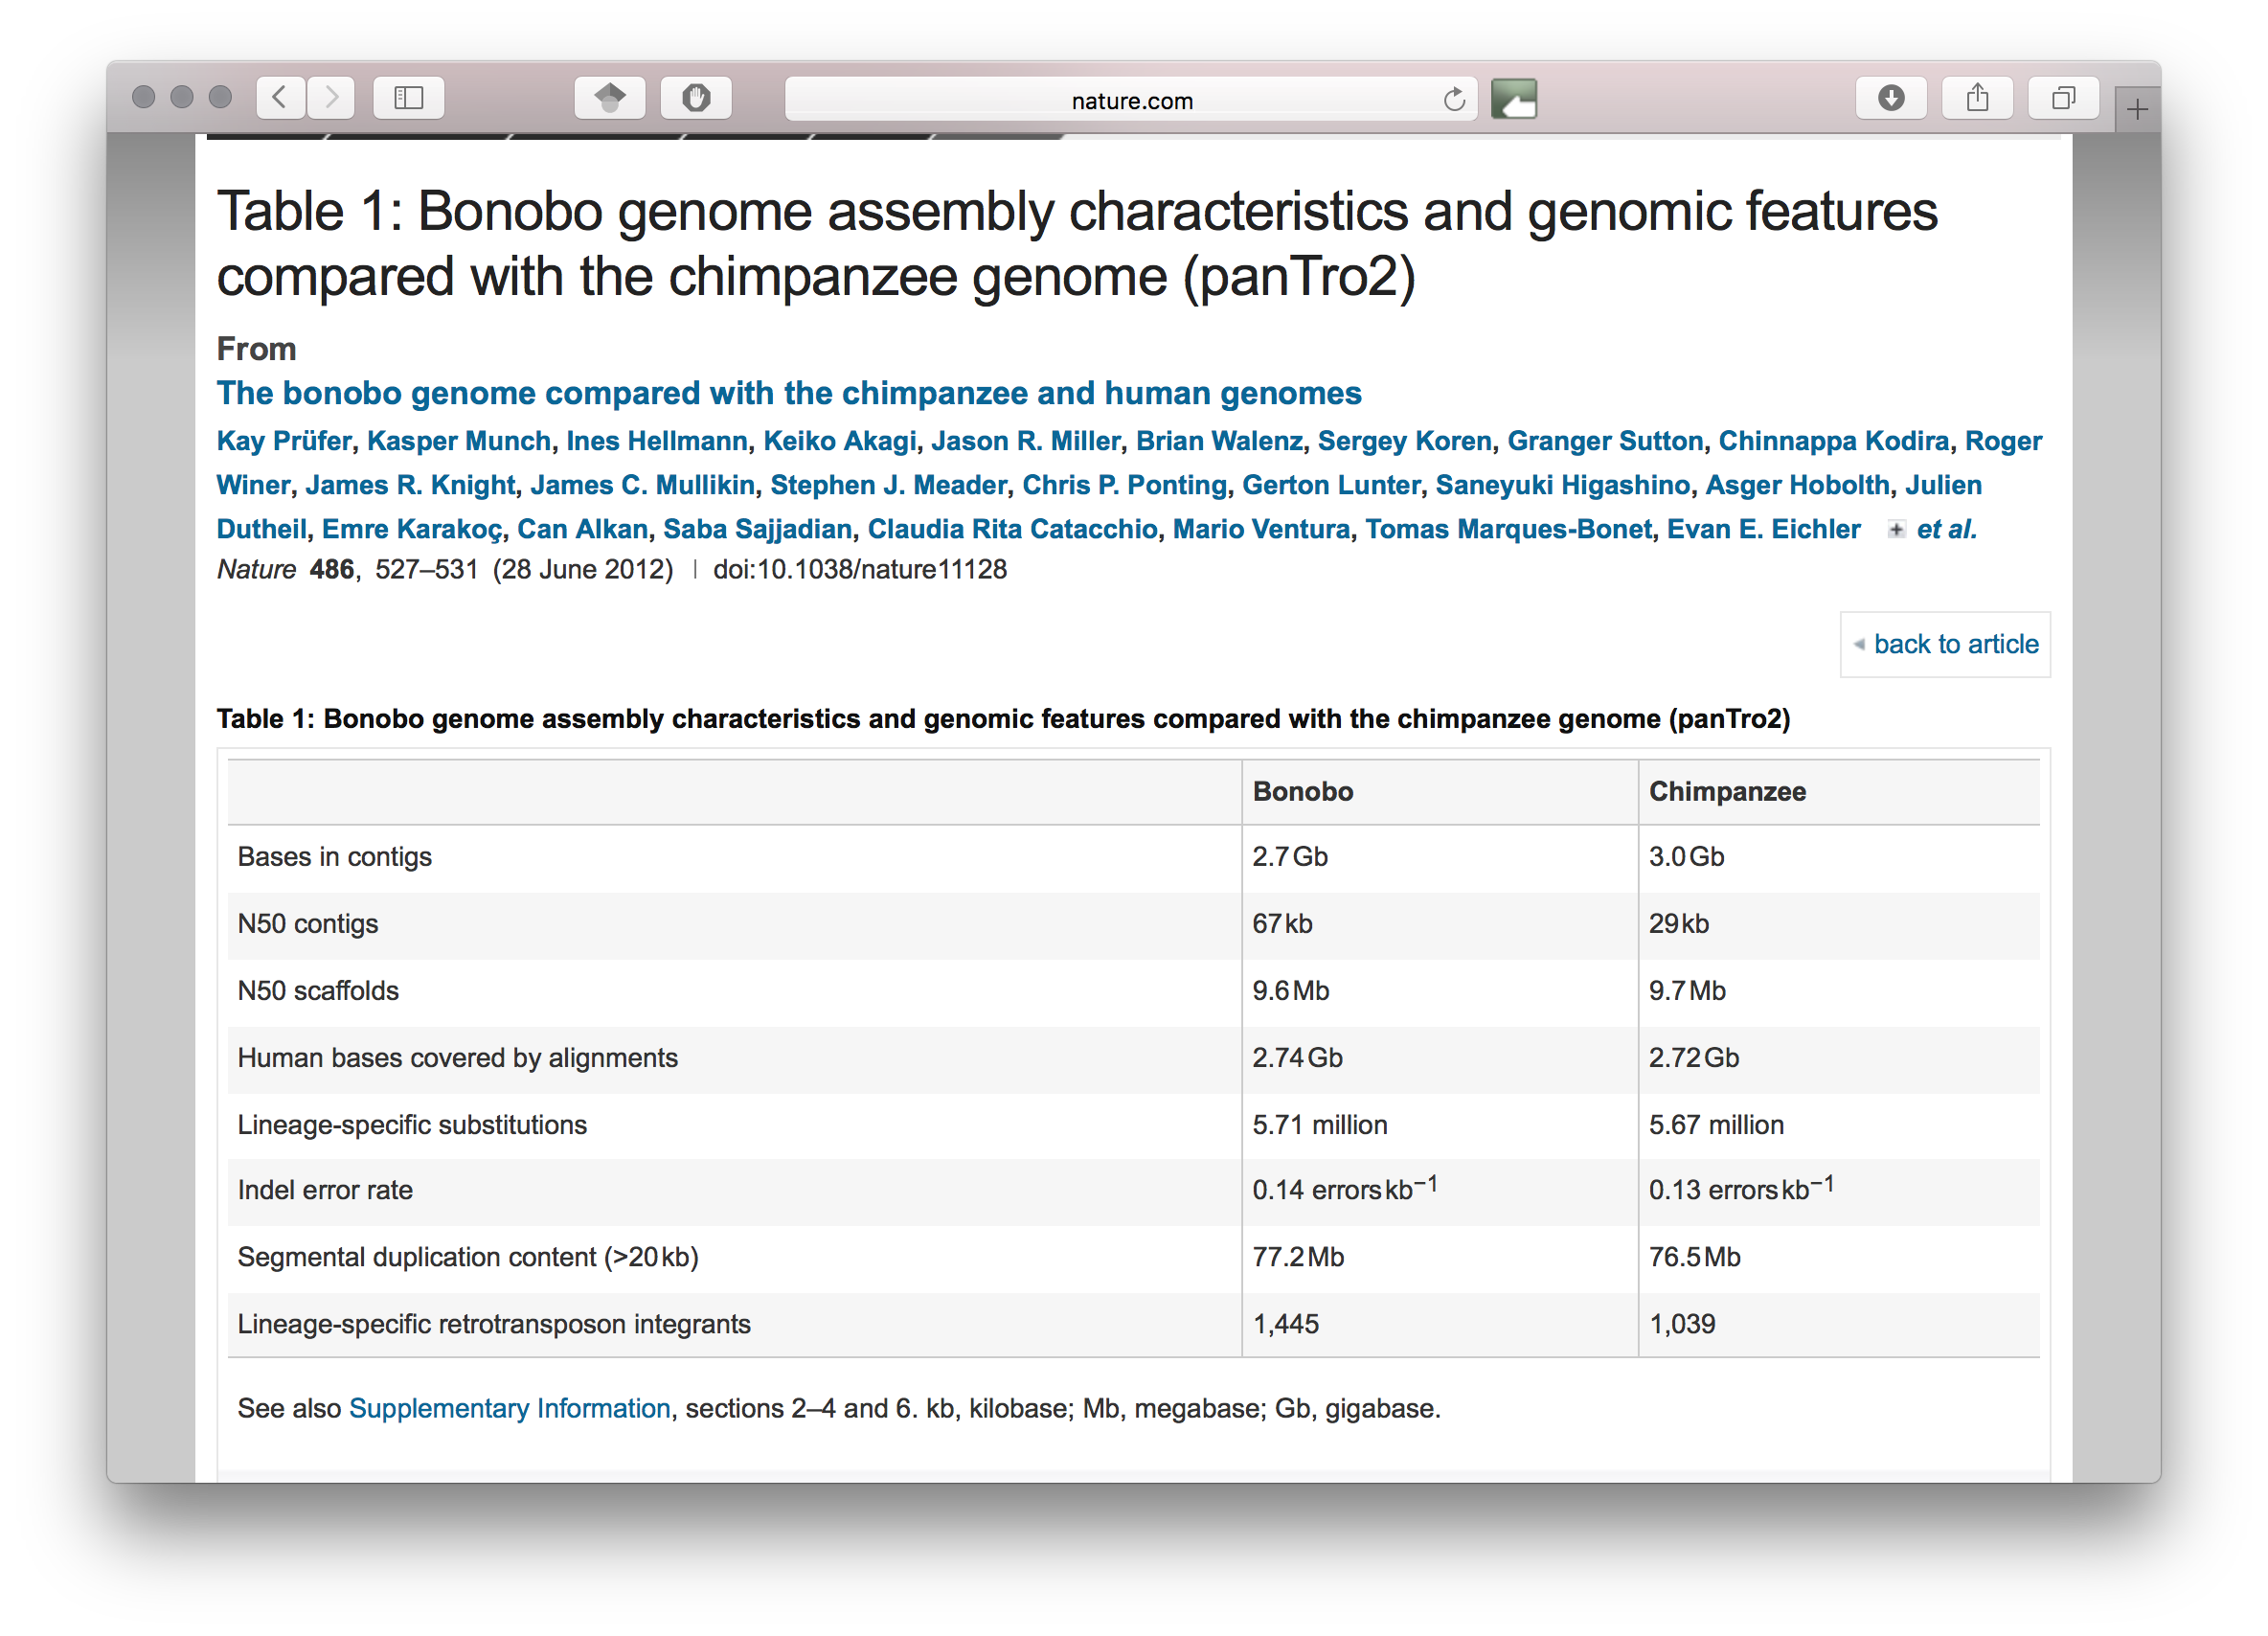 nature.com
Table 1: Bonobo genome assembly characteristics and genomic features
compared with the chimpanzee genome (panTro2)
From
The bonobo genome compared with the chimpanzee and human genomes
Kay Prüfer, Kasper Munch, Ines Hellmann, Keiko Akagi, Jason R. Miller, Brian Walenz, Sergey Koren, Granger Sutton, Chinnappa Kodira, Roger
Winer, James R. Knight, James C. Mullikin, Stephen J. Meader, Chris P. Ponting, Gerton Lunter, Saneyuki Higashino, Asger Hobolth, Julien
Dutheil, Emre Karakoç, Can Alkan, Saba Sajjadian, Claudia Rita Catacchio, Mario Ventura, Tomas Marques-Bonet, Evan E. Eichler + et al.
Nature 486, 527–531 (28 June 2012) | doi:10.1038/nature11128
back to article
Table 1: Bonobo genome assembly characteristics and genomic features compared with the chimpanzee genome (panTro2)
Bonobo Chimpanzee
Bases in contigs 2.7 Gb 3.0 Gb
N50 contigs 67 kb 29 kb
N50 scaffolds 9.6 Mb 9.7 Mb
Human bases covered by alignments 2.74 Gb 2.72 Gb
Lineage-specific substitutions 5.71 million 5.67 million
Indel error rate 0.14 errors kb⁻¹ 0.13 errors kb⁻¹
Segmental duplication content (>20 kb) 77.2 Mb 76.5 Mb
Lineage-specific retrotransposon integrants 1,445 1,039
See also Supplementary Information, sections 2–4 and 6. kb, kilobase; Mb, megabase; Gb, gigabase.